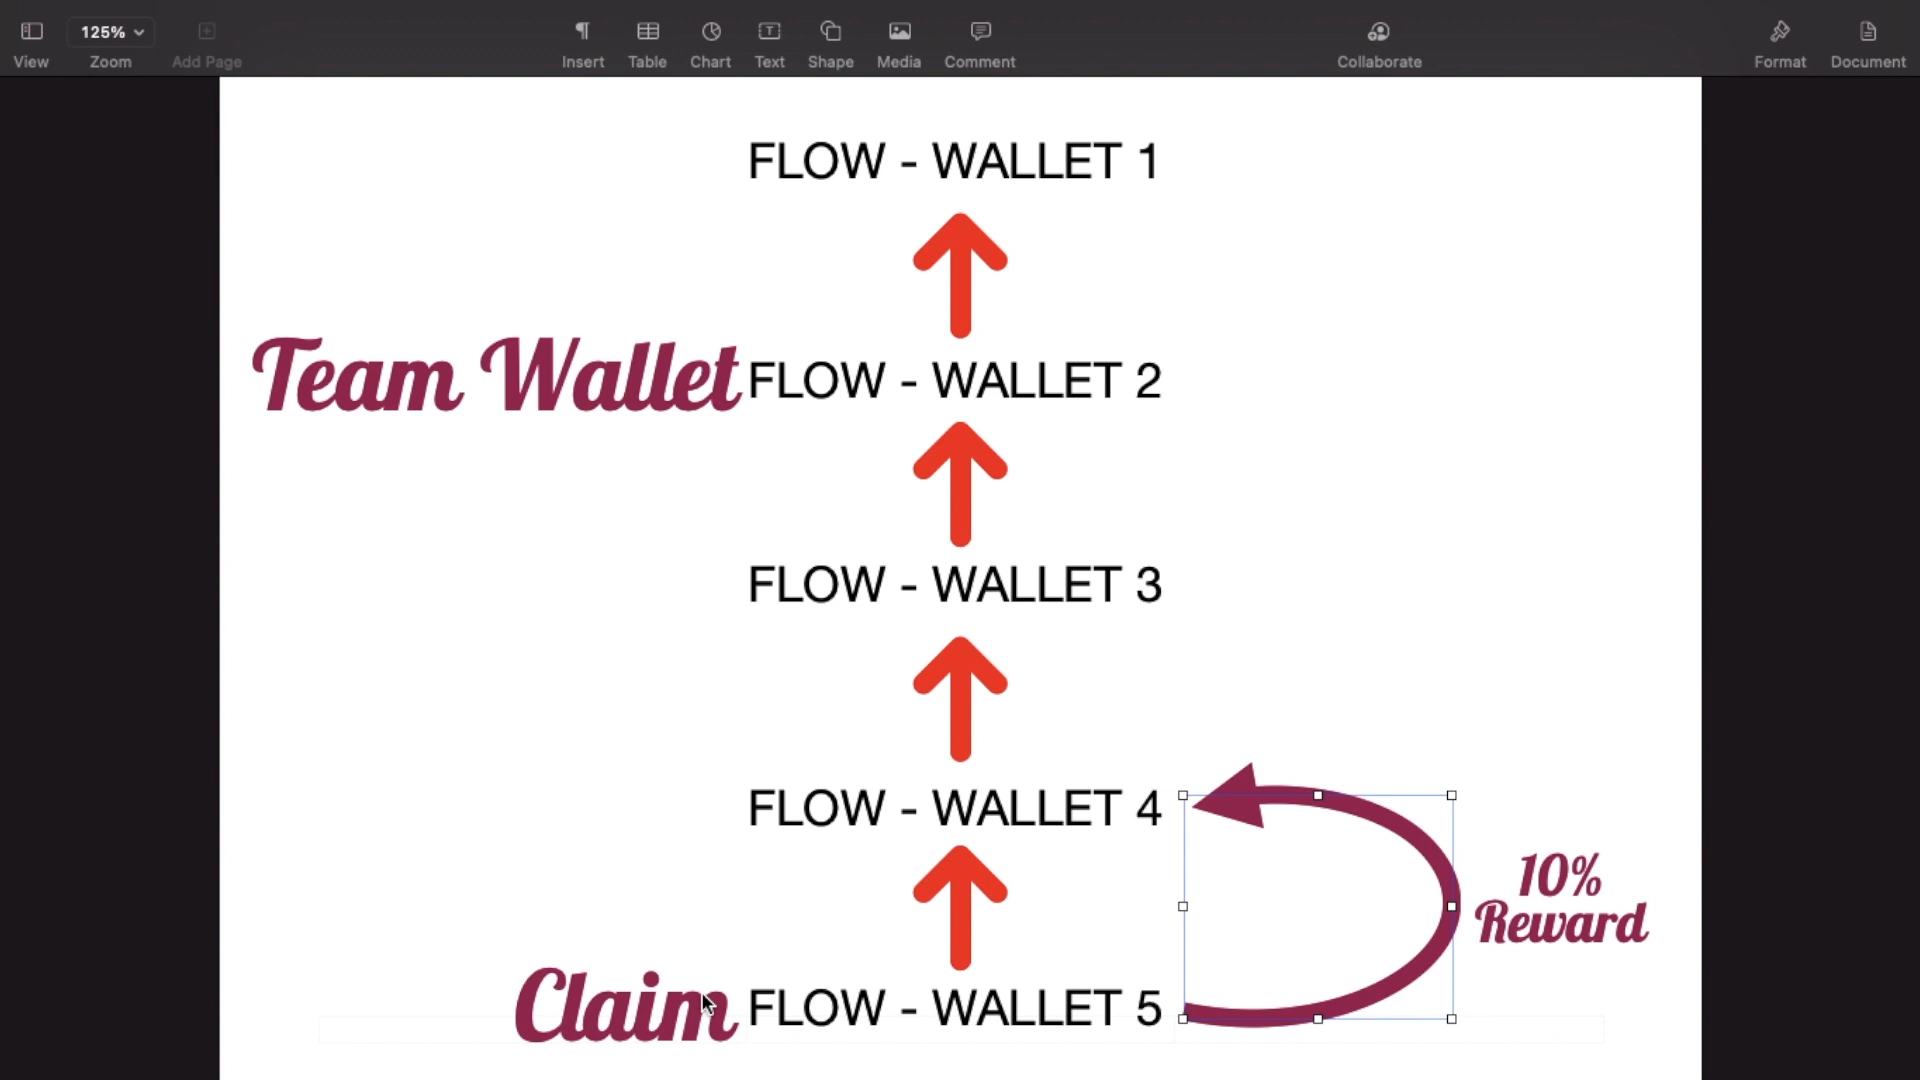 125%
View
Zoom
Add Page
Insert
Table
Chart
Text
Shape
Media
Comment
Collaborate
Format
Document
FLOW - WALLET 1
Team Wallet
FLOW - WALLET 2
FLOW - WALLET 3
FLOW - WALLET 4
10%
Reward
Claim
FLOW - WALLET 5